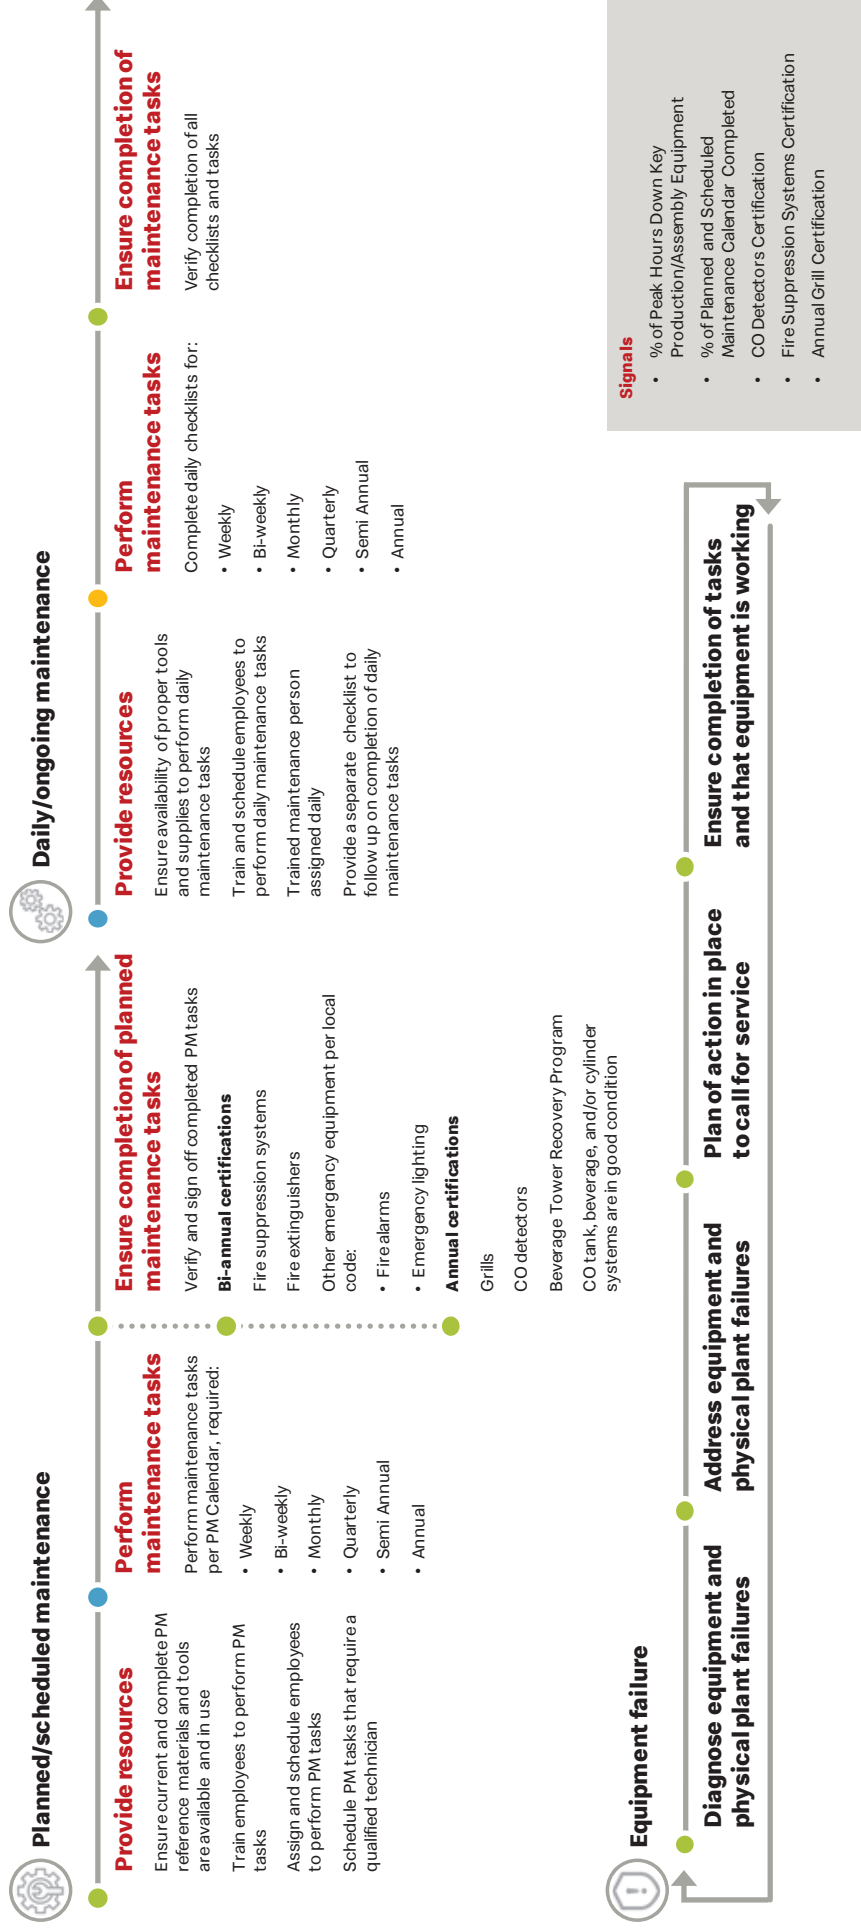 Planned/scheduled maintenance
Provide resources
Ensure current and complete PM
reference materials and tools
are available and in use
Train employees to perform PM
tasks
Assign and schedule employees
to perform PM tasks
Schedule PM tasks that require a
qualified technician
Perform
maintenance tasks
Perform maintenance tasks
per PM Calendar, required:
• Weekly
• Bi-weekly
• Monthly
• Quarterly
• Semi Annual
• Annual
Ensure completion of planned
maintenance tasks
Verify and sign off completed PM tasks
Bi-annual certifications
Fire suppression systems
Fire extinguishers
Other emergency equipment per local
code:
• Fire alarms
• Emergency lighting
Annual certifications
Grills
CO detectors
Beverage Tower Recovery Program
CO tank, beverage, and/or cylinder
systems are in good condition
Daily/ongoing maintenance
Provide resources
Ensure availability of proper tools
and supplies to perform daily
maintenance tasks
Train and schedule employees to
perform daily maintenance tasks
Trained maintenance person
assigned daily
Provide a separate checklist to
follow up on completion of daily
maintenance tasks
Perform
maintenance tasks
Complete daily checklists for:
• Weekly
• Bi-weekly
• Monthly
• Quarterly
• Semi Annual
• Annual
Ensure completion of
maintenance tasks
Verify completion of all
checklists and tasks
Equipment failure
Diagnose equipment and
physical plant failures
Address equipment and
physical plant failures
Plan of action in place
to call for service
Ensure completion of tasks
and that equipment is working
Signals
• % of Peak Hours Down Key
Production/Assembly Equipment
• % of Planned and Scheduled
Maintenance Calendar Completed
• CO Detectors Certification
• Fire Suppression Systems Certification
• Annual Grill Certification